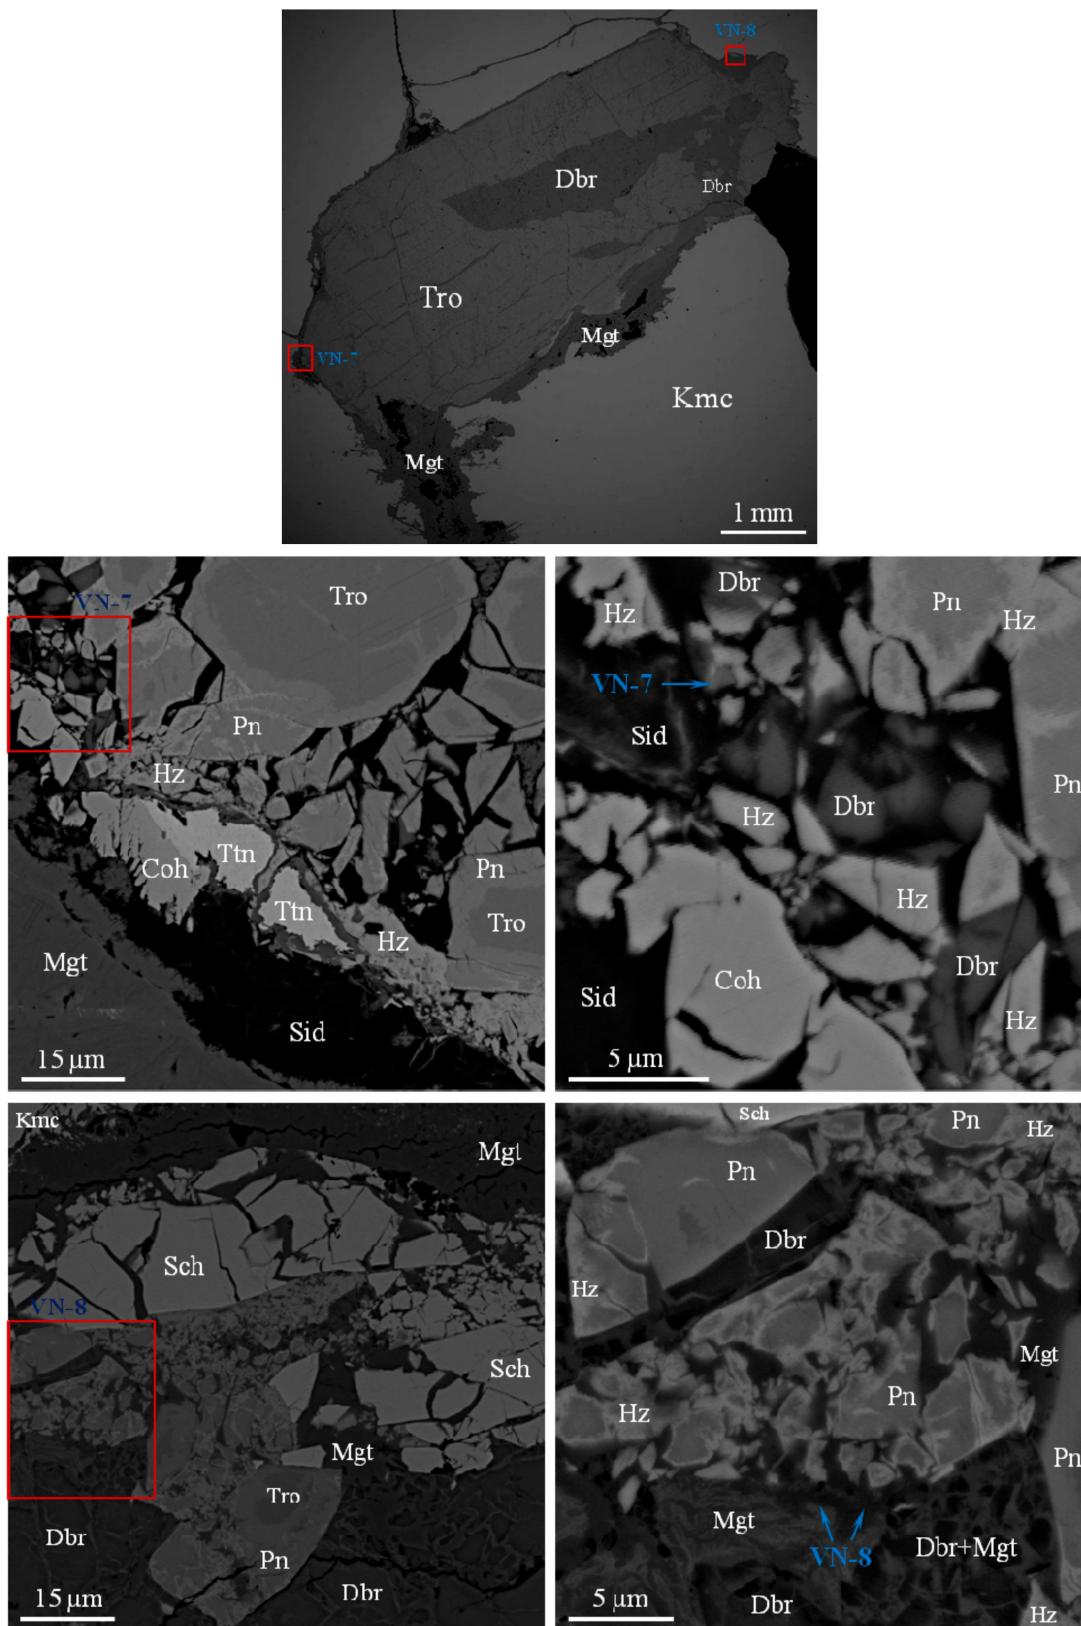 VN-8
Dbr
Dbr
Tro
Mgt
VN-7
Kmc
Mgt
1 mm
VN-7
Tro
Pn
Hz
Ttn
Coh
Ttn
Pn
Tro
Hz
Mgt
Sid
15 µm
Dbr
Hz
Pn
Hz
VN-7
Sid
Dbr
Pn
Hz
Hz
Coh
Dbr
Sid
Hz
5 µm
Kmc
Mgt
Sch
VN-8
Sch
Mgt
Tro
Dbr
Pn
Dbr
15 µm
Sch
Pn
Hz
Pn
Dbr
Hz
Mgt
Hz
Pn
Pn
Mgt
VN-8
Dbr+Mgt
Dbr
5 µm
Hz